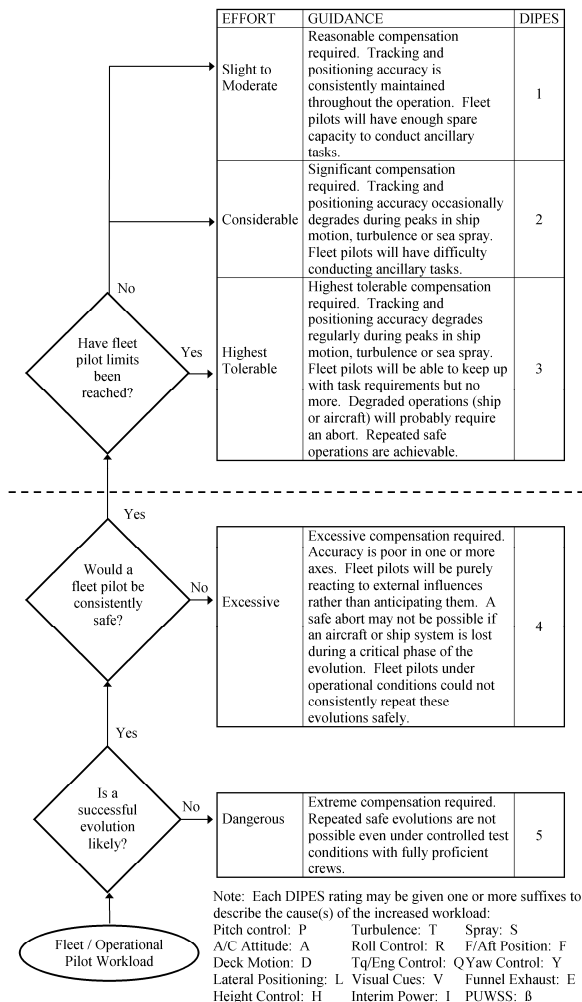 EFFORT GUIDANCE DIPES
Slight to
Moderate
Reasonable compensation
required. Tracking and
positioning accuracy is
consistently maintained
throughout the operation. Fleet
pilots will have enough spare
capacity to conduct ancillary
tasks.
1
Considerable
Significant compensation
required. Tracking and
positioning accuracy occasionally
degrades during peaks in ship
motion, turbulence or sea spray.
Fleet pilots will have difficulty
conducting ancillary tasks.
2
No
Have fleet
pilot limits
been
reached?
Yes
Highest
Tolerable
Highest tolerable compensation
required. Tracking and
positioning accuracy degrades
regularly during peaks in ship
motion, turbulence or sea spray.
Fleet pilots will be able to keep up
with task requirements but no
more. Degraded operations (ship
or aircraft) will probably require
an abort. Repeated safe
operations are achievable.
3
Yes
Would a
fleet pilot be
consistently
safe?
No
Excessive
Excessive compensation required.
Accuracy is poor in one or more
axes. Fleet pilots will be purely
reacting to external influences
rather than anticipating them. A
safe abort may not be possible if
an aircraft or ship system is lost
during a critical phase of the
evolution. Fleet pilots under
operational conditions could not
consistently repeat these
evolutions safely.
4
Yes
Is a
successful
evolution
likely?
No
Dangerous
Extreme compensation required.
Repeated safe evolutions are not
possible even under controlled test
conditions with fully proficient
crews.
5
Fleet / Operational
Pilot Workload
Note: Each DIPES rating may be given one or more suffixes to
describe the cause(s) of the increased workload:
Pitch control: P Turbulence: T Spray: S
A/C Attitude: A Roll Control: R F/Aft Position: F
Deck Motion: D Tq/Eng Control: Q Yaw Control: Y
Lateral Positioning: L Visual Cues: V Funnel Exhaust: E
Height Control: H Interim Power: I PUWSS: ß